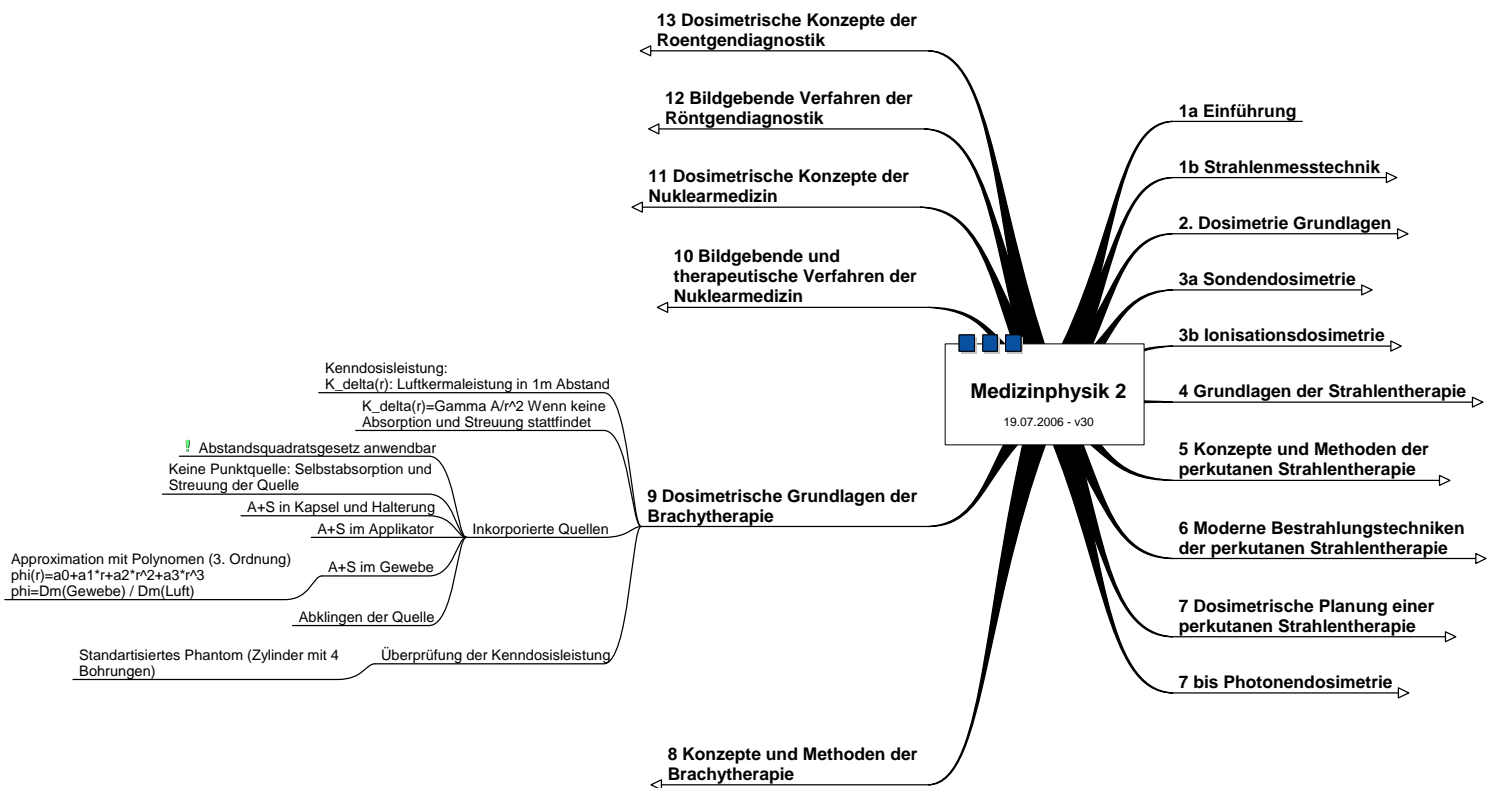 Medizinphysik 2
19.07.2006 - v30
1a Einführung
1b Strahlenmesstechnik
2. Dosimetrie Grundlagen
3a Sondendosimetrie
3b Ionisationsdosimetrie
4 Grundlagen der Strahlentherapie
5 Konzepte und Methoden der
perkutanen Strahlentherapie
6 Moderne Bestrahlungstechniken
der perkutanen Strahlentherapie
7 Dosimetrische Planung einer
perkutanen Strahlentherapie
7 bis Photonendosimetrie
8 Konzepte und Methoden der
Brachytherapie
9 Dosimetrische Grundlagen der
Brachytherapie
Kenndosisleistung:
K_delta(r): Luftkermaleistung in 1m Abstand
K_delta(r)=Gamma A/r^2 Wenn keine
Absorption und Streuung stattfindet
Inkorporierte Quellen
! Abstandsquadratsgesetz anwendbar
Keine Punktquelle: Selbstabsorption und
Streuung der Quelle
A+S in Kapsel und Halterung
A+S im Applikator
A+S im Gewebe
Approximation mit Polynomen (3. Ordnung)
phi(r)=a0+a1*r+a2*r^2+a3*r^3
phi=Dm(Gewebe) / Dm(Luft)
Abklingen der Quelle
Überprüfung der Kenndosisleistung
Standartisiertes Phantom (Zylinder mit 4
Bohrungen)
10 Bildgebende und
therapeutische Verfahren der
Nuklearmedizin
11 Dosimetrische Konzepte der
Nuklearmedizin
12 Bildgebende Verfahren der
Röntgendiagnostik
13 Dosimetrische Konzepte der
Roentgendiagnostik